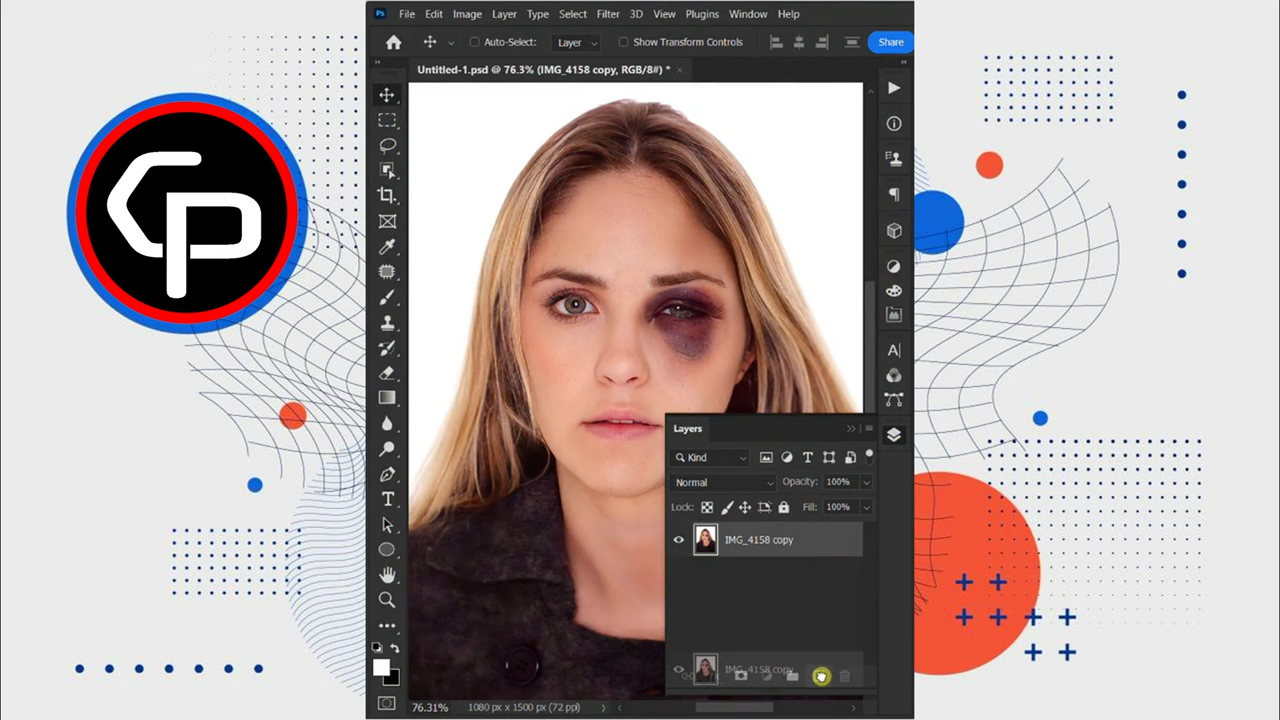 Ps File Edit Image Layer Type Select Filter 3D View Plugins Window Help
Auto-Select: Layer Show Transform Controls Share
Untitled-1.psd @ 76.3% (IMG_4158 copy, RGB/8#) * ×
CP
Layers
Kind
Normal Opacity: 100%
Lock: Fill: 100%
IMG_4158 copy
IMG_4158 copy
76.31% 1080 px x 1500 px (72 ppi)